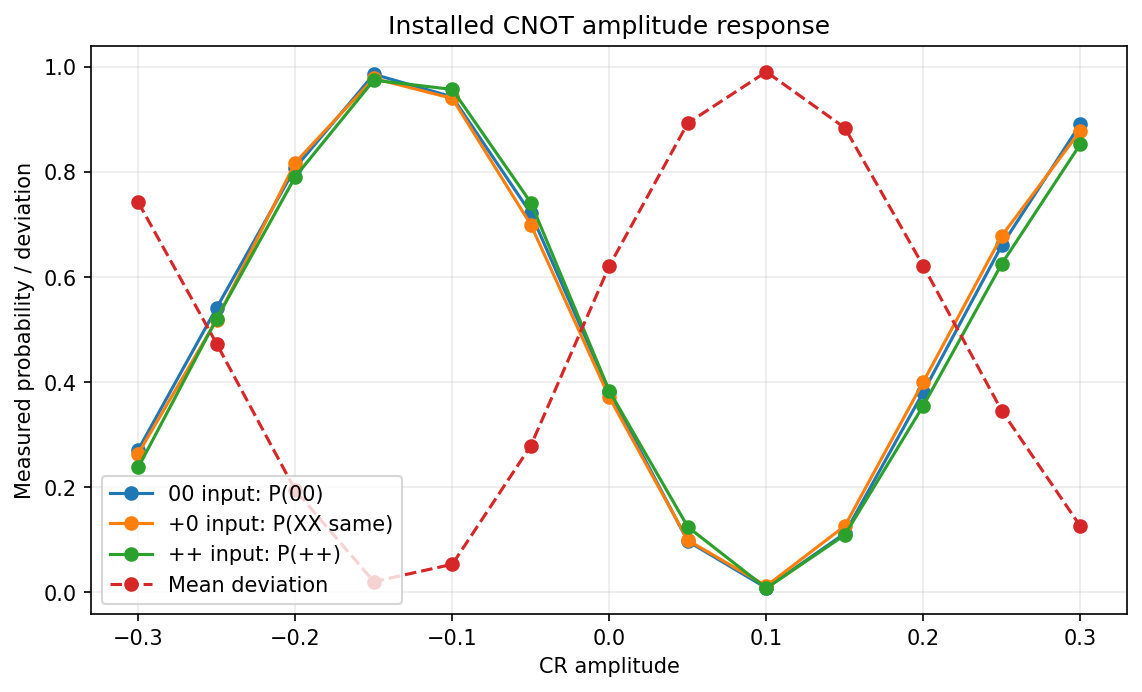 Installed CNOT amplitude response
Measured probability / deviation
1.0
0.8
0.6
0.4
0.2
0.0
00 input: P(00)
+0 input: P(XX same)
++ input: P(++)
Mean deviation
−0.3
−0.2
−0.1
0.0
0.1
0.2
0.3
CR amplitude